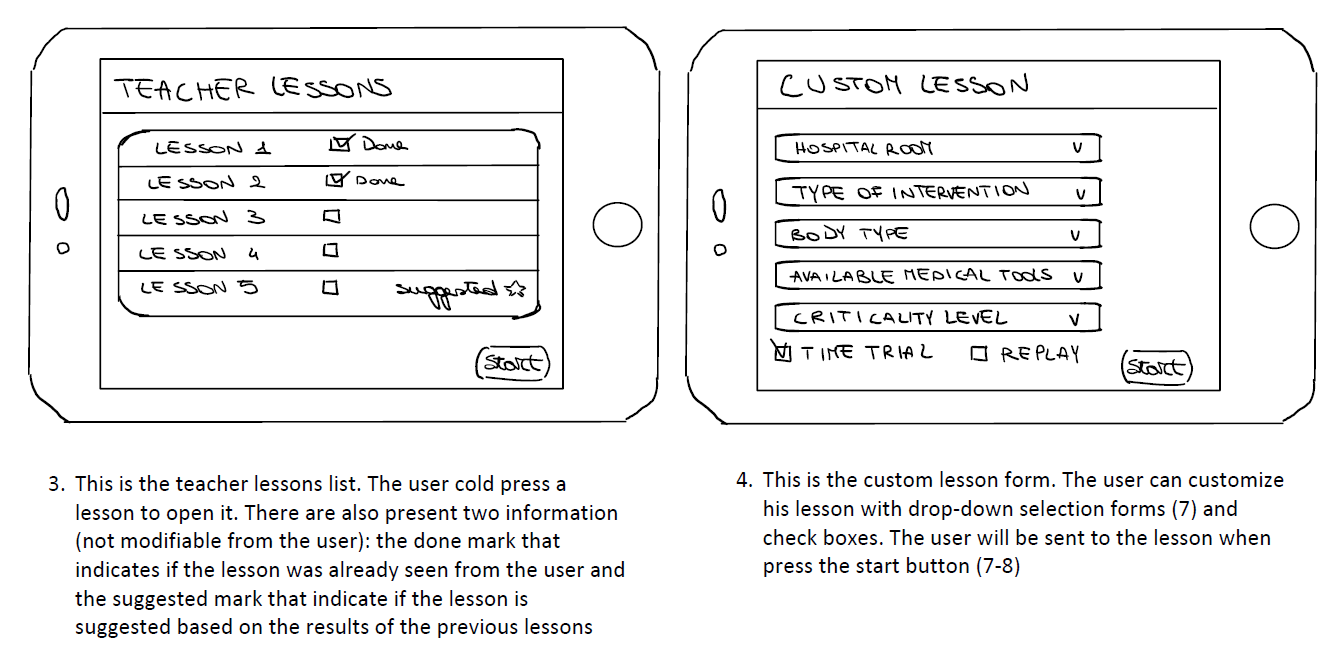 TEACHER LESSONS
LESSON 1 Done
LESSON 2 Done
LESSON 3
LESSON 4
LESSON 5 suggested
Start
3. This is the teacher lessons list. The user cold press a
lesson to open it. There are also present two information
(not modifiable from the user): the done mark that
indicates if the lesson was already seen from the user and
the suggested mark that indicate if the lesson is
suggested based on the results of the previous lessons
CUSTOM LESSON
HOSPITAL ROOM
TYPE OF INTERVENTION
BODY TYPE
AVAILABLE MEDICAL TOOLS
CRITICALITY LEVEL
TIME TRIAL REPLAY
Start
4. This is the custom lesson form. The user can customize
his lesson with drop-down selection forms (7) and
check boxes. The user will be sent to the lesson when
press the start button (7-8)